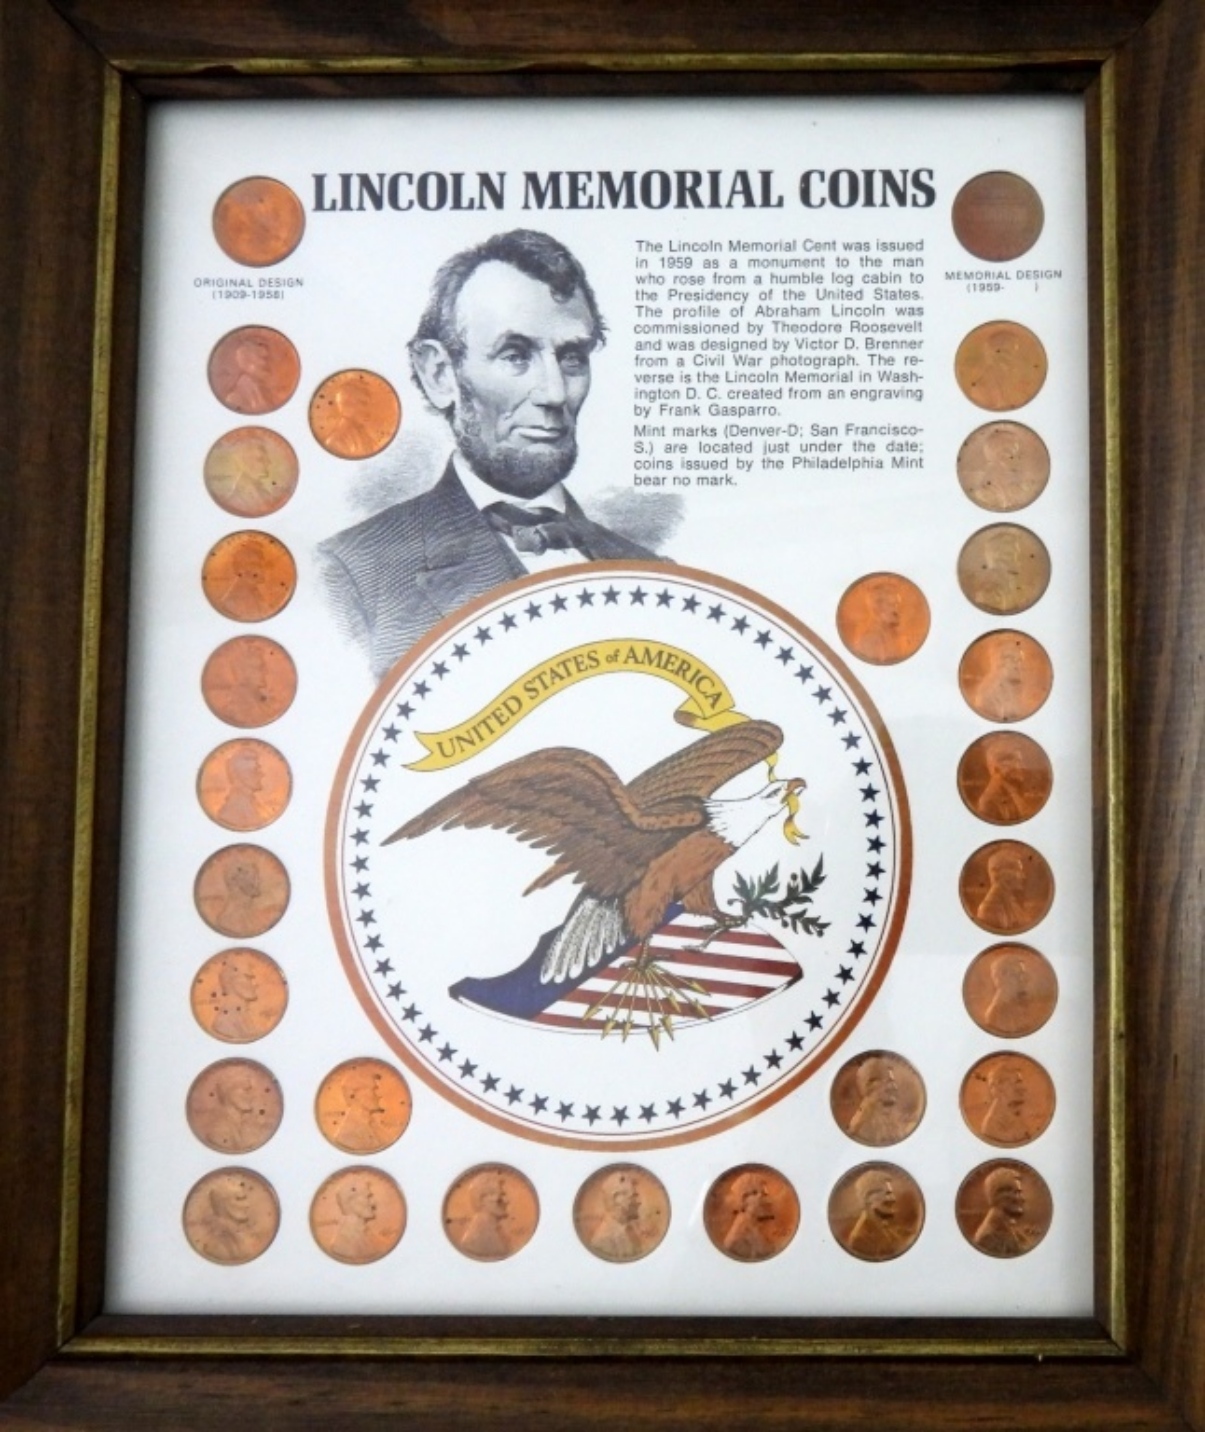 LINCOLN MEMORIAL COINS
ORIGINAL DESIGN
(1909-1958)
MEMORIAL DESIGN
(1959- )
The Lincoln Memorial Cent was issued
in 1959 as a monument to the man
who rose from a humble log cabin to
the Presidency of the United States.
The profile of Abraham Lincoln was
commissioned by Theodore Roosevelt
and was designed by Victor D. Brenner
from a Civil War photograph. The re-
verse is the Lincoln Memorial in Wash-
ington D. C. created from an engraving
by Frank Gasparro.
Mint marks (Denver-D; San Francisco-
S.) are located just under the date;
coins issued by the Philadelphia Mint
bear no mark.
UNITED STATES of AMERICA